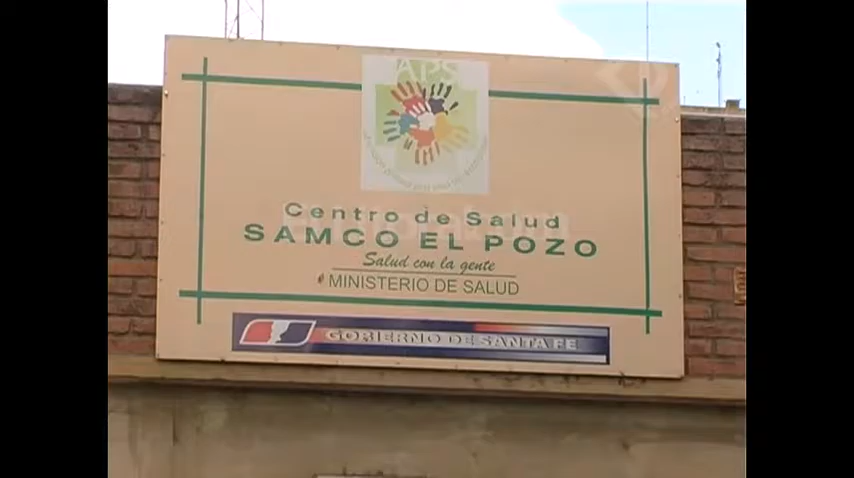 APS
Centro de Salud
SAMCO EL POZO
Salud con la gente
MINISTERIO DE SALUD
GOBIERNO DE SANTA FE